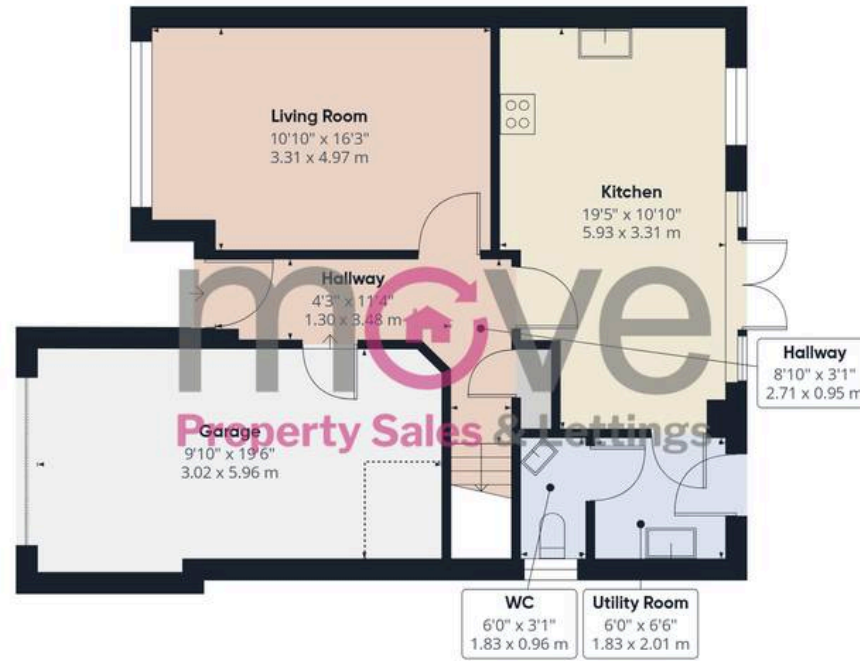 Living Room
10'10" x 16'3"
3.31 x 4.97 m
Kitchen
19'5" x 10'10"
5.93 x 3.31 m
Hallway
4'3" x 11'4"
1.30 x 3.48 m
move
Property Sales & Lettings
Hallway
8'10" x 3'1"
2.71 x 0.95 m
Garage
9'10" x 19'6"
3.02 x 5.96 m
WC
6'0" x 3'1"
1.83 x 0.96 m
Utility Room
6'0" x 6'6"
1.83 x 2.01 m